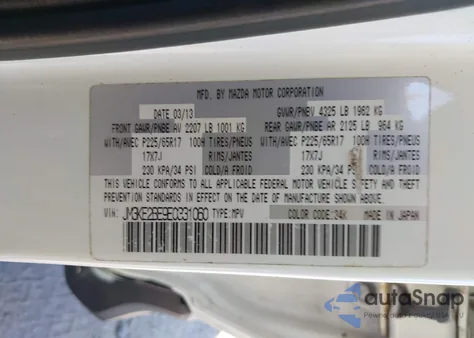 MFD. BY MAZDA MOTOR CORPORATION
DATE 03/13 GVWR/PNBV 4325 LB 1962 KG
FRONT GAWR/PNBE AV 2207 LB 1001 KG REAR GAWR/PNBE AR 2125 LB 964 KG
WITH/AVEC P225/65R17 100H TIRES/PNEUS WITH/AVEC P225/65R17 100H TIRES/PNEUS
17X7J RIMS/JANTES 17X7J RIMS/JANTES
230 KPA/34 PSI COLD/A FROID 230 KPA/34 PSI COLD/A FROID
THIS VEHICLE CONFORMS TO ALL APPLICABLE FEDERAL MOTOR VEHICLE SAFETY AND THEFT
PREVENTION STANDARDS IN EFFECT ON THE DATE OF MANUFACTURE SHOWN ABOVE.
VIN: TYPE:MPV COLOR CODE:34K MADE IN JAPAN
autoSnap